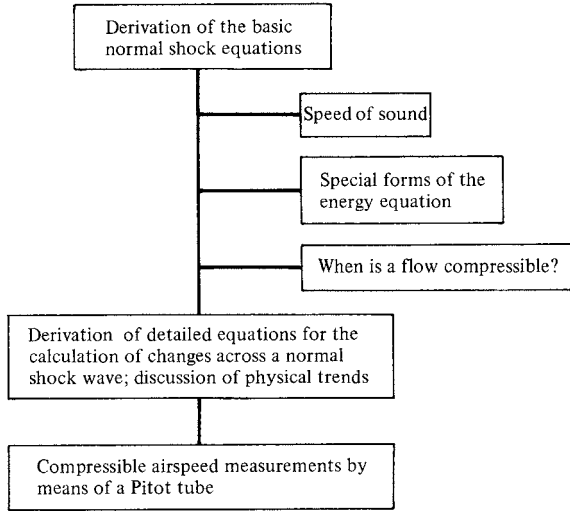 Derivation of the basic
normal shock equations
Speed of sound
Special forms of the
energy equation
When is a flow compressible?
Derivation of detailed equations for the
calculation of changes across a normal
shock wave; discussion of physical trends
Compressible airspeed measurements by
means of a Pitot tube